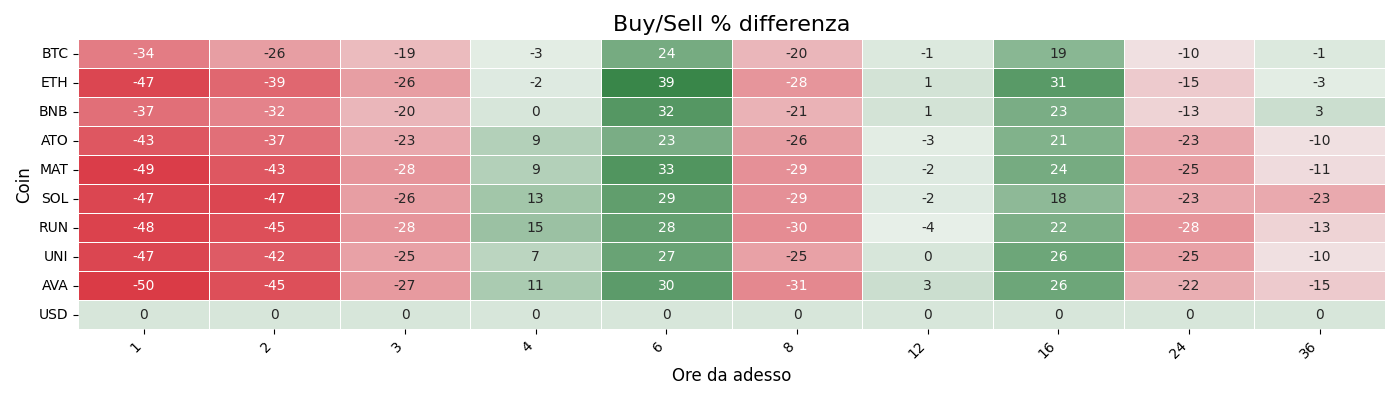 Buy/Sell % differenza
Coin
BTC -34 -26 -19 -3 24 -20 -1 19 -10 -1
ETH -47 -39 -26 -2 39 -28 1 31 -15 -3
BNB -37 -32 -20 0 32 -21 1 23 -13 3
ATO -43 -37 -23 9 23 -26 -3 21 -23 -10
MAT -49 -43 -28 9 33 -29 -2 24 -25 -11
SOL -47 -47 -26 13 29 -29 -2 18 -23 -23
RUN -48 -45 -28 15 28 -30 -4 22 -28 -13
UNI -47 -42 -25 7 27 -25 0 26 -25 -10
AVA -50 -45 -27 11 30 -31 3 26 -22 -15
USD 0 0 0 0 0 0 0 0 0 0
1 2 3 4 6 8 12 16 24 36
Ore da adesso